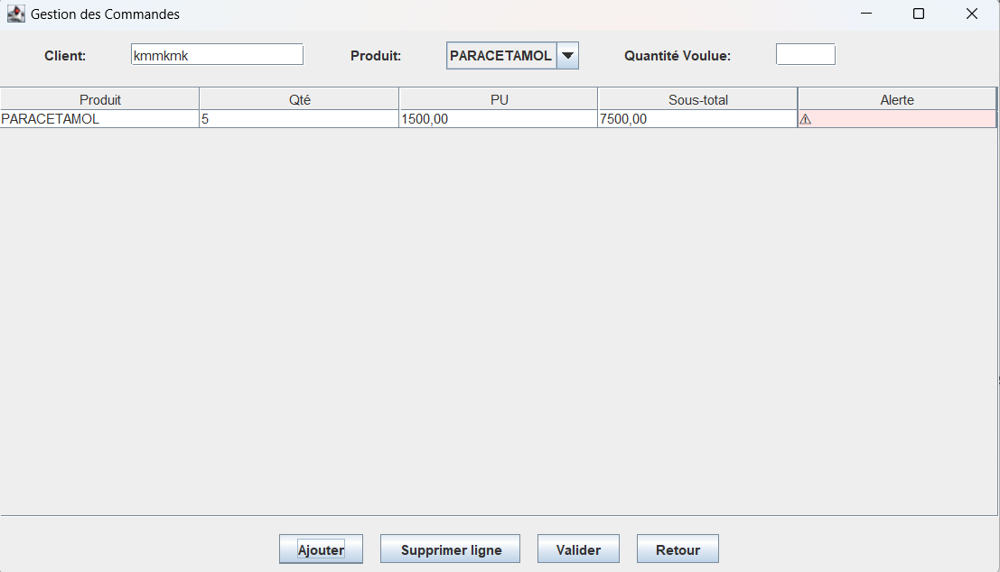 Gestion des Commandes
Client: kmmkmk Produit: PARACETAMOL Quantité Voulue:
Produit Qté PU Sous-total Alerte
PARACETAMOL 5 1500,00 7500,00 ⚠
Ajouter Supprimer ligne Valider Retour